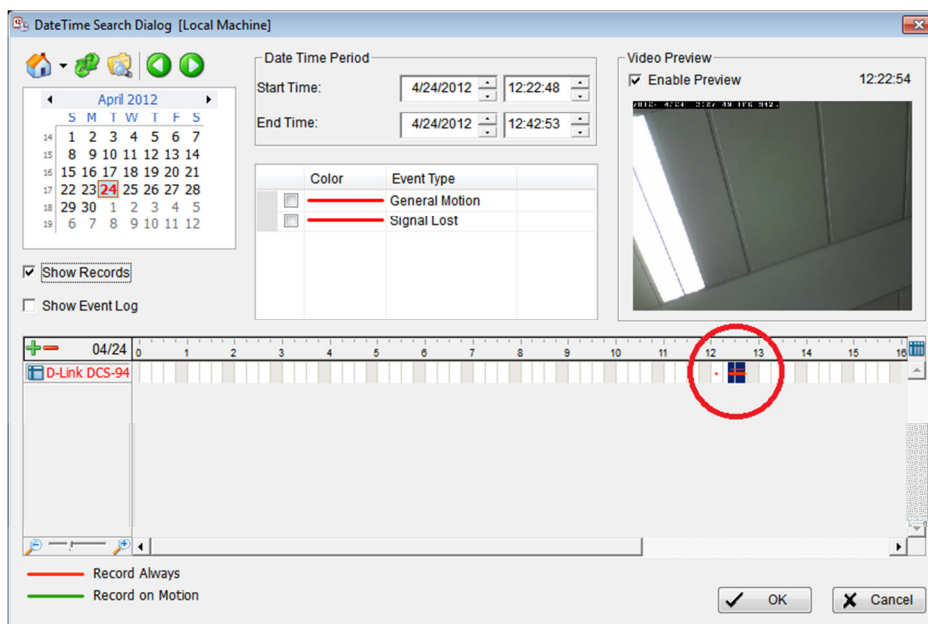 DateTime Search Dialog [Local Machine]
Date Time Period
Start Time: 4/24/2012 12:22:48
End Time: 4/24/2012 12:42:53
Video Preview
Enable Preview 12:22:54
April 2012
S M T W T F S
14 1 2 3 4 5 6 7
15 8 9 10 11 12 13 14
16 15 16 17 18 19 20 21
17 22 23 24 25 26 27 28
18 29 30 1 2 3 4 5
19 6 7 8 9 10 11 12
Color Event Type
General Motion
Signal Lost
Show Records
Show Event Log
04/24 0 1 2 3 4 5 6 7 8 9 10 11 12 13 14 15 16
D-Link DCS-94
Record Always
Record on Motion
OK Cancel